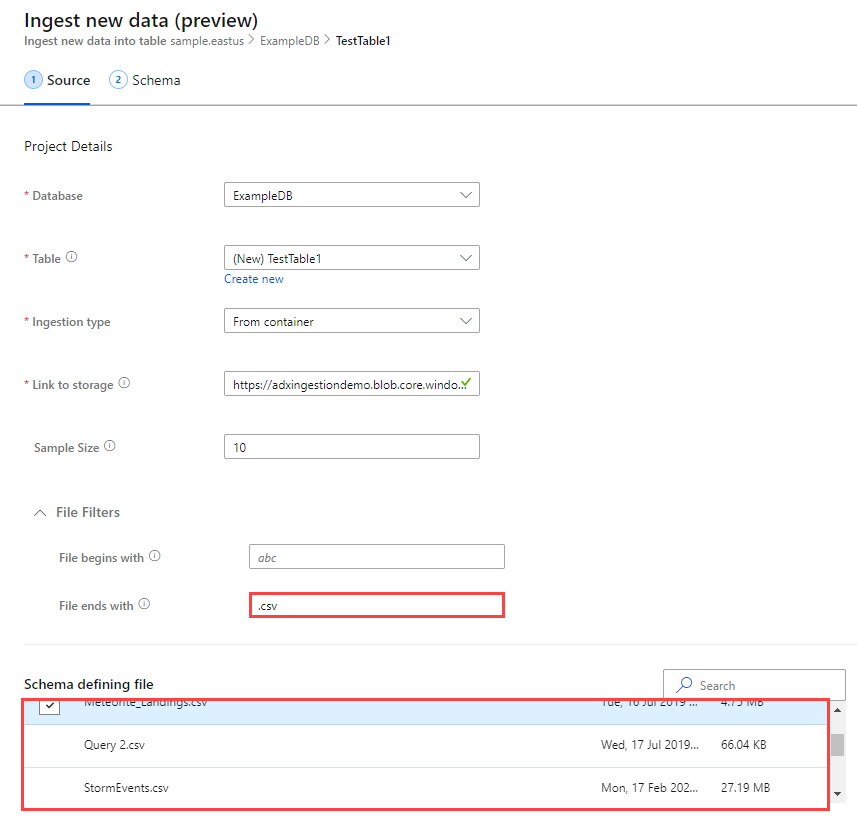 Ingest new data (preview)
Ingest new data into table sample.eastus > ExampleDB > TestTable1
1 Source 2 Schema
Project Details
* Database ExampleDB
* Table (New) TestTable1
Create new
* Ingestion type From container
* Link to storage https://adxingestiondemo.blob.core.windo...
Sample Size 10
File Filters
File begins with abc
File ends with .csv
Schema defining file Search
Meteorite_Landings.csv Tue, 16 Jul 2019 ... 4.75 MB
Query 2.csv Wed, 17 Jul 2019... 66.04 KB
StormEvents.csv Mon, 17 Feb 202... 27.19 MB